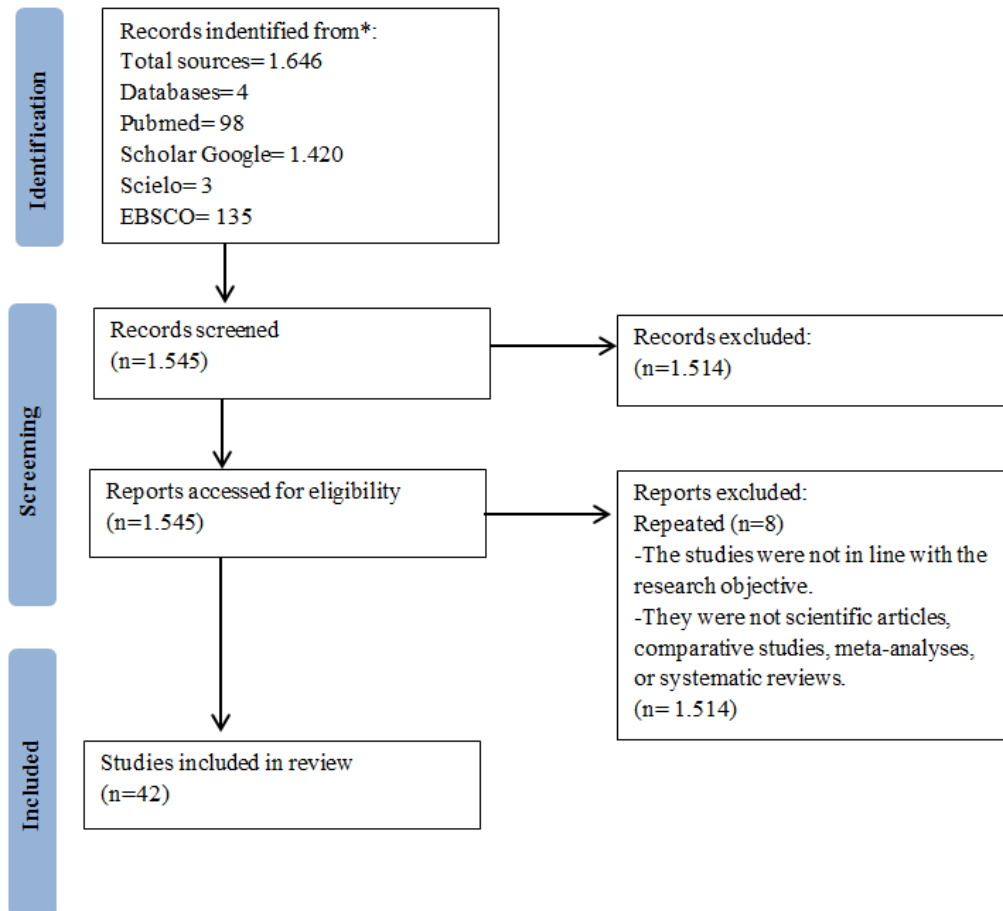 Identification
Records indentified from*:
Total sources= 1.646
Databases= 4
Pubmed= 98
Scholar Google= 1.420
Scielo= 3
EBSCO= 135
Screeming
Records screened
(n=1.545)
Records excluded:
(n=1.514)
Reports accessed for eligibility
(n=1.545)
Reports excluded:
Repeated (n=8)
-The studies were not in line with the
research objective.
-They were not scientific articles,
comparative studies, meta-analyses,
or systematic reviews.
(n= 1.514)
Included
Studies included in review
(n=42)